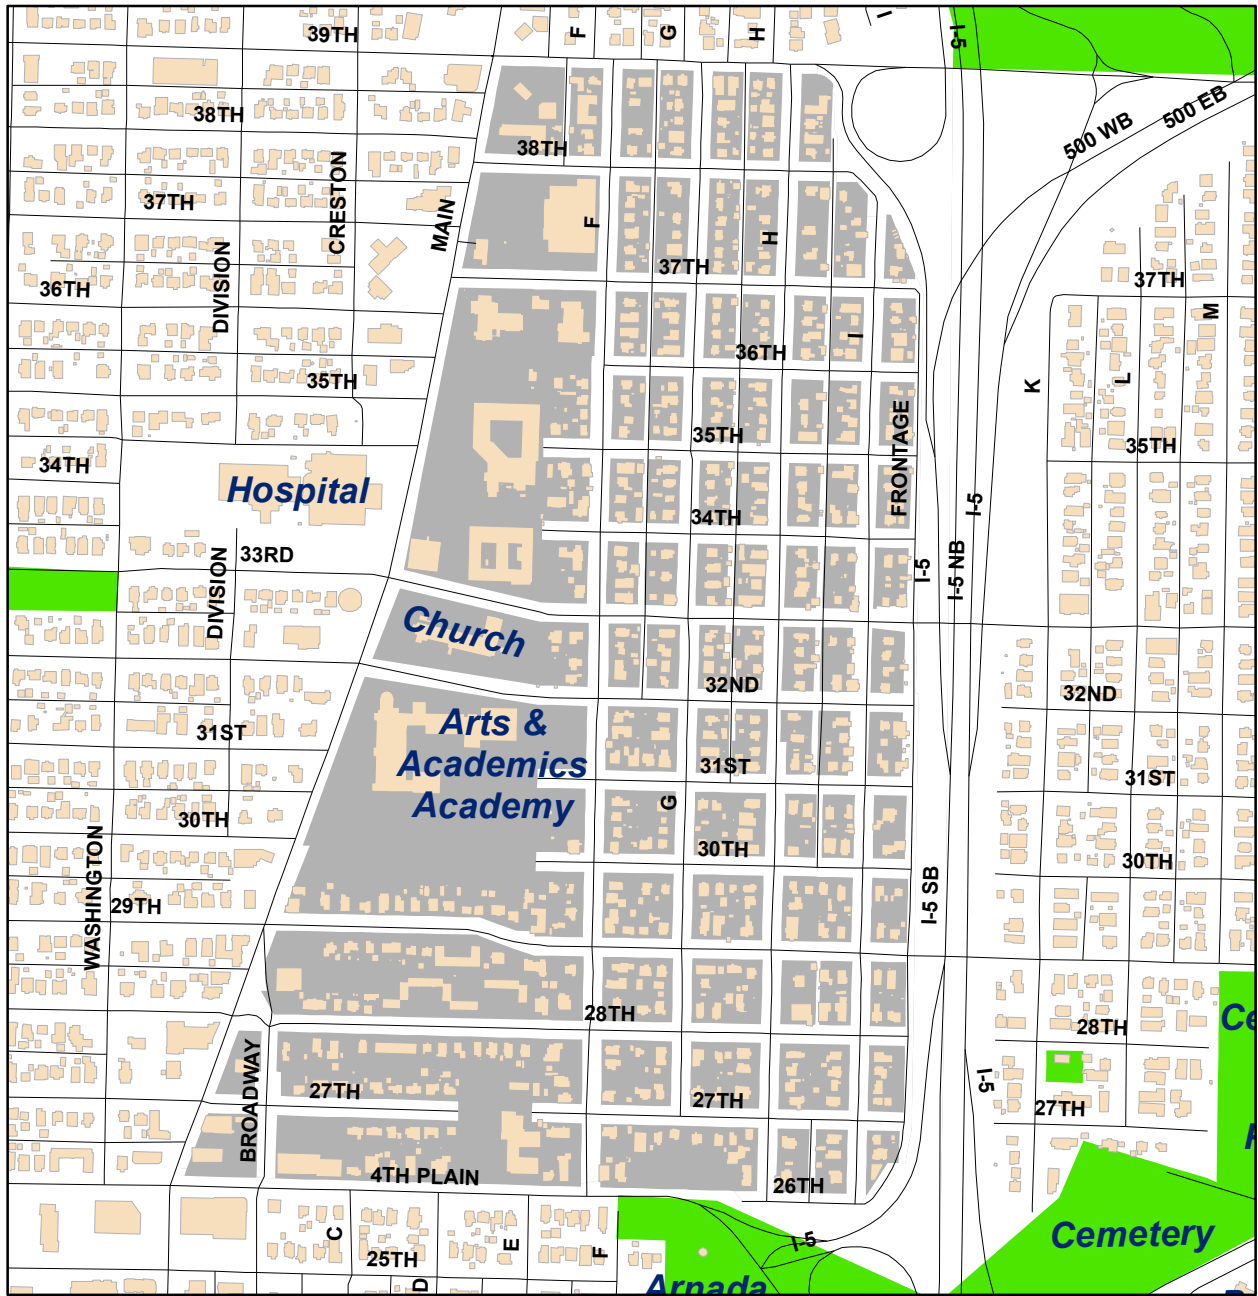 39TH
F
G
H
I
I-5
38TH
38TH
500 WB
500 EB
37TH
CRESTON
MAIN
F
H
37TH
37TH
36TH
DIVISION
36TH
I
M
35TH
K
L
35TH
FRONTAGE
35TH
34TH
Hospital
34TH
I-5
33RD
DIVISION
I-5
I-5 NB
Church
32ND
32ND
31ST
Arts &
Academics
Academy
31ST
31ST
30TH
G
30TH
30TH
WASHINGTON
29TH
I-5 SB
28TH
28TH
Ce
BROADWAY
27TH
27TH
I-5
27TH
4TH PLAIN
26TH
C
25TH
D
E
F
I-5
Cemetery
Arnada